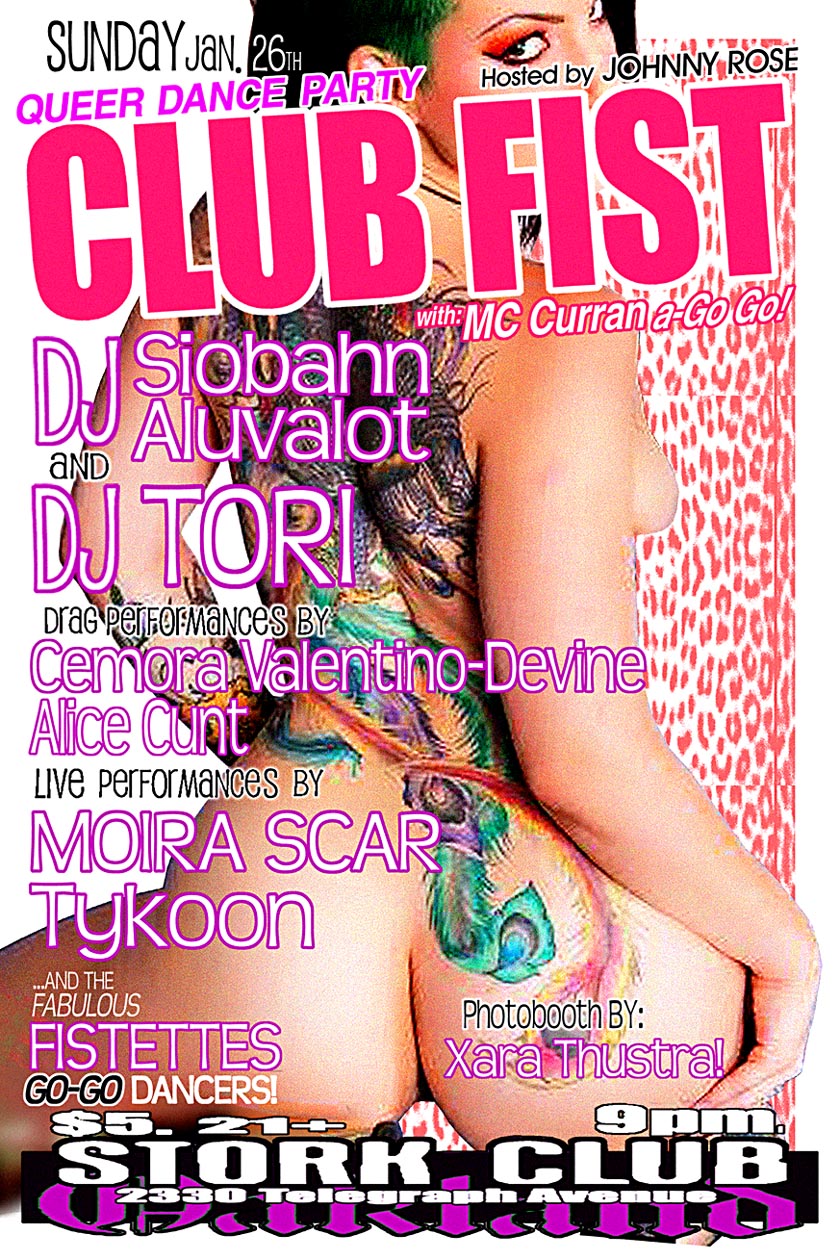 SUNDAY JAN. 26TH
QUEER DANCE PARTY
Hosted by JOHNNY ROSE
CLUB FIST
with: MC Curran a-Go Go!
DJ Siobahn
Aluvalot
AND
DJ TORI
DRAG PERFORMANCES BY
Cemora Valentino-Devine
Alice Cunt
LIVE PERFORMANCES BY
MOIRA SCAR
Tykoon
...AND THE
FABULOUS
FISTETTES
GO-GO DANCERS!
Photobooth BY:
Xara Thustra!
$5. 21+
9pm.
STORK CLUB
2330 Telegraph Avenue
Oakland